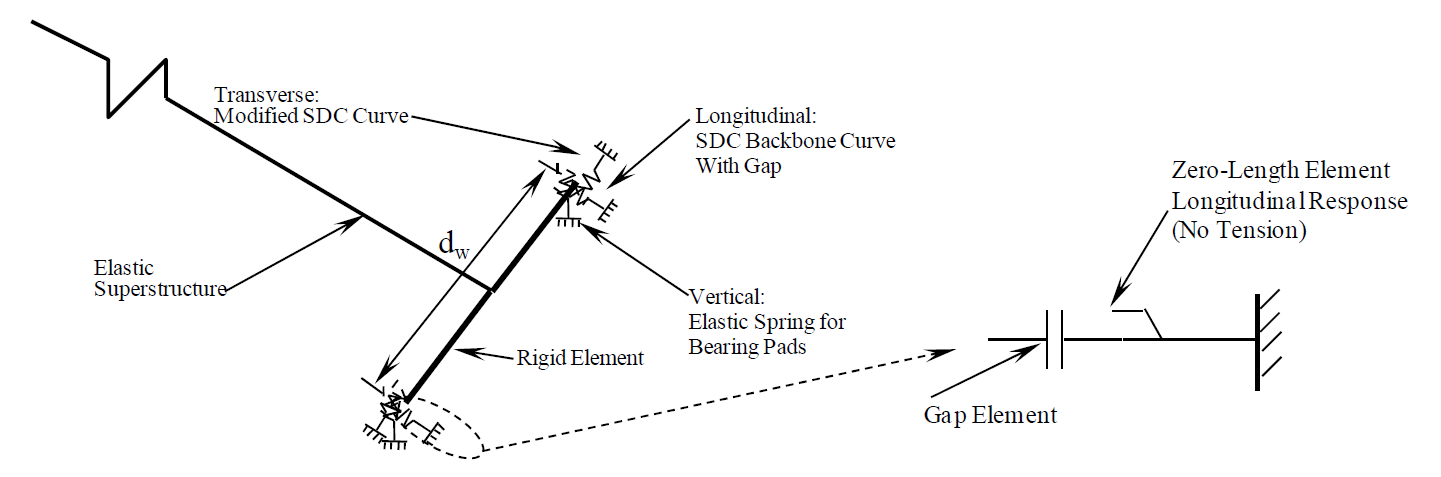 Transverse:
Modified SDC Curve
Longitudinal:
SDC Backbone Curve
With Gap
Zero-Length Element
Longitudinal Response
(No Tension)
dw
Elastic
Superstructure
Vertical:
Elastic Spring for
Bearing Pads
Rigid Element
Gap Element